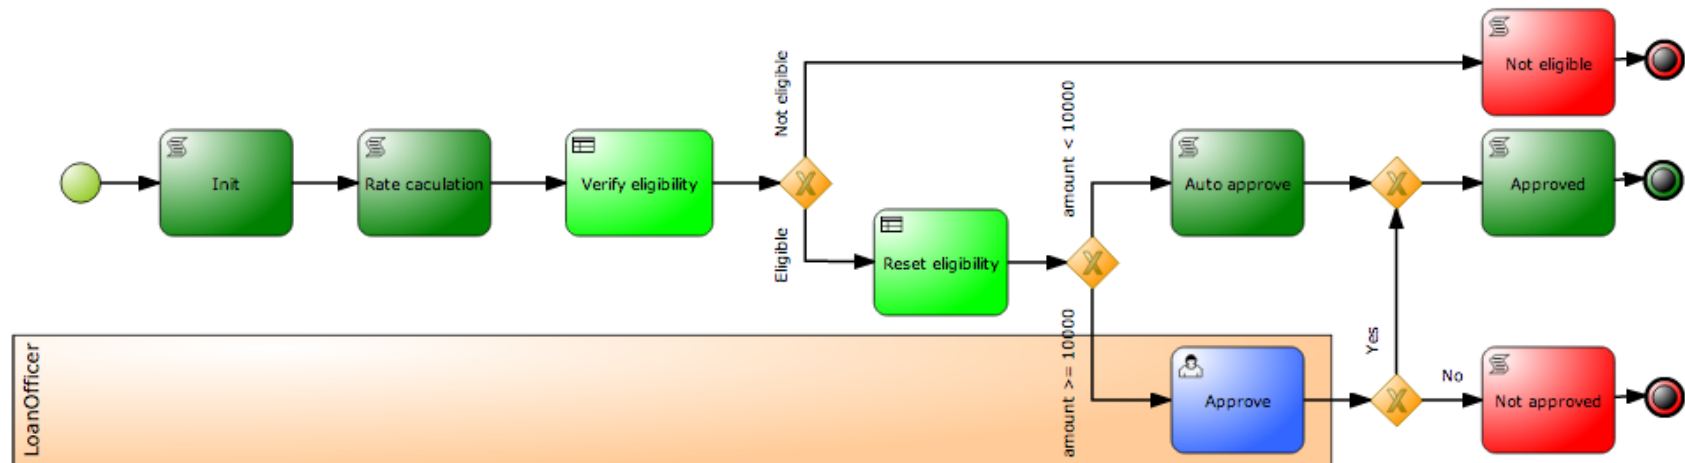 Not eligible
Not eligible
amount < 10000
Init
Rate caculation
Verify eligibility
Auto approve
Approved
Eligible
Reset eligibility
LoanOfficer
amount >= 10000
Approve
Yes
No
Not approved